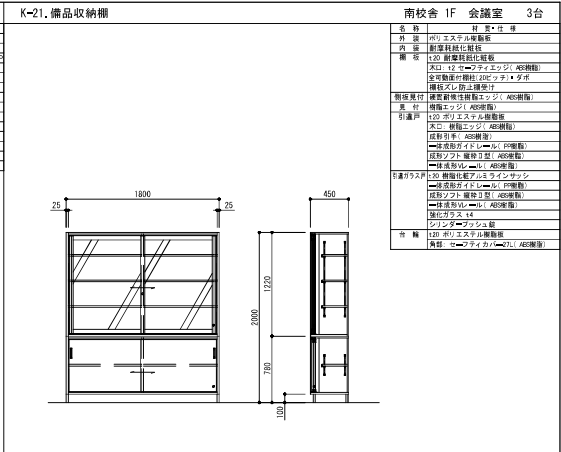 K-21. 備品収納棚
南校舎 1F 会議室 3台
名 称 材 質・仕 様
外 装 ポリエステル樹脂板
内 装 耐摩耗紙化粧板
棚 板 t20 耐摩耗紙化粧板
木口: t2 セーフティエッジ( ABS樹脂)
全可動面付棚柱(20ピッチ)・ダボ
棚板ズレ防止棚受け
側板見付 硬質耐候性樹脂エッジ( ABS樹脂)
見 付 樹脂エッジ( ABS樹脂)
引違戸 t20 ポリエステル樹脂板
木口: 樹脂エッジ( ABS樹脂)
成形引手( ABS樹脂)
一体成形ガイドレール( PP樹脂)
成形ソフト縦枠Ⅱ型( ABS樹脂)
一体成形Vレール( ABS樹脂)
引違ガラス戸 t20 樹脂化粧アルミラインサッシ
一体成形ガイドレール( PP樹脂)
成形ソフト縦枠Ⅱ型( ABS樹脂)
一体成形Vレール( ABS樹脂)
強化ガラス t4
シリンダープッシュ錠
台 輪 t20 ポリエステル樹脂板
角部: セーフティカバー27L( ABS樹脂)
1800
450
25
25
2000
1220
780
100